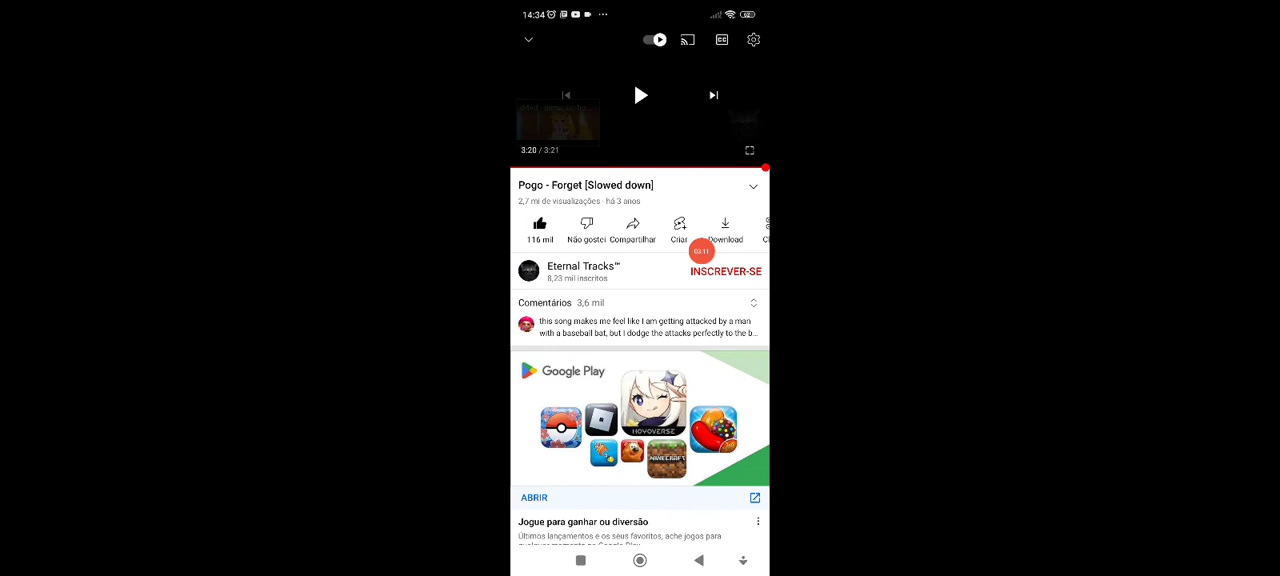 14:34
3:20 / 3:21
Pogo - Forget [Slowed down]
2,7 mi de visualizações · há 3 anos
116 mil
Não gostei
Compartilhar
Criar
Download
03:11
Eternal Tracks™
8,23 mil inscritos
INSCREVER-SE
Comentários 3,6 mil
this song makes me feel like I am getting attacked by a man
with a baseball bat, but I dodge the attacks perfectly to the b...
Google Play
HOYOVERSE
MINECRAFT
ABRIR
Jogue para ganhar ou diversão
Últimos lançamentos e os seus favoritos, ache jogos para